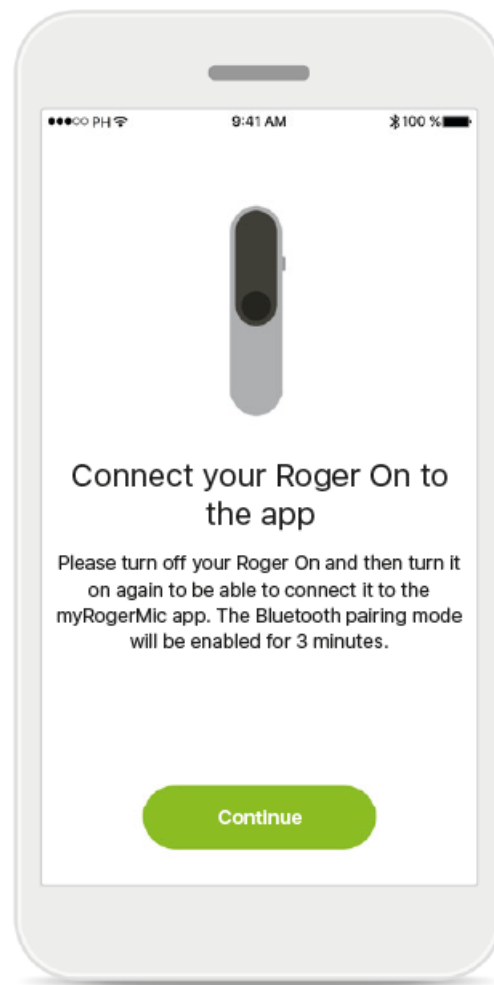 ●●●○○ PH 9:41 AM 100 %
Connect your Roger On to
the app
Please turn off your Roger On and then turn it
on again to be able to connect it to the
myRogerMic app. The Bluetooth pairing mode
will be enabled for 3 minutes.
Continue